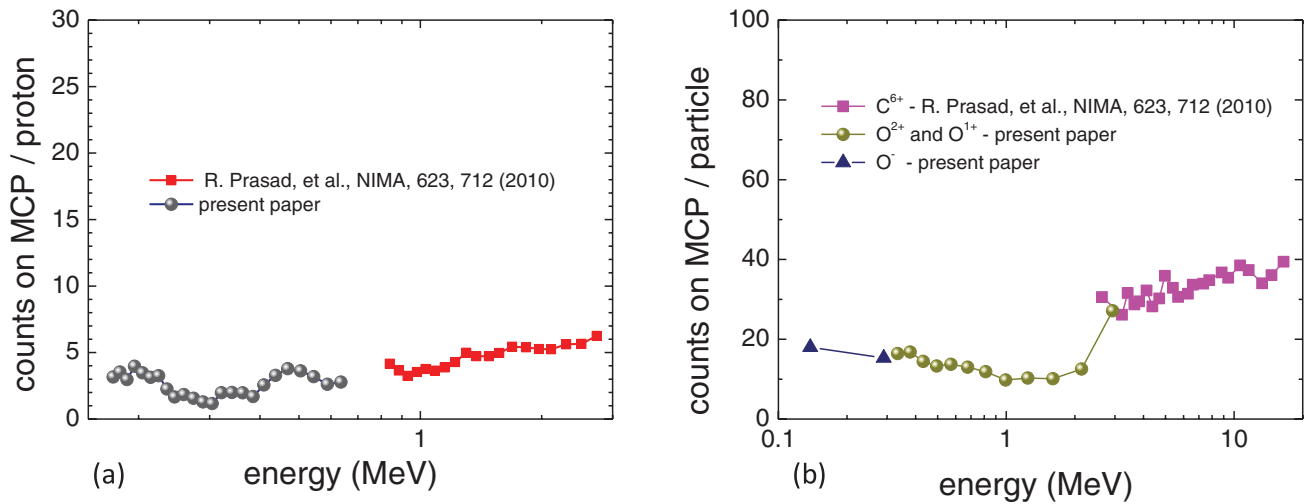 counts on MCP / proton
30
25
20
15
10
5
0
R. Prasad, et al., NIMA, 623, 712 (2010)
present paper
1
(a)
energy (MeV)
counts on MCP / particle
100
80
60
40
20
0
C⁶⁺ - R. Prasad, et al., NIMA, 623, 712 (2010)
O²⁺ and O¹⁺ - present paper
O⁻ - present paper
0.1
1
10
(b)
energy (MeV)